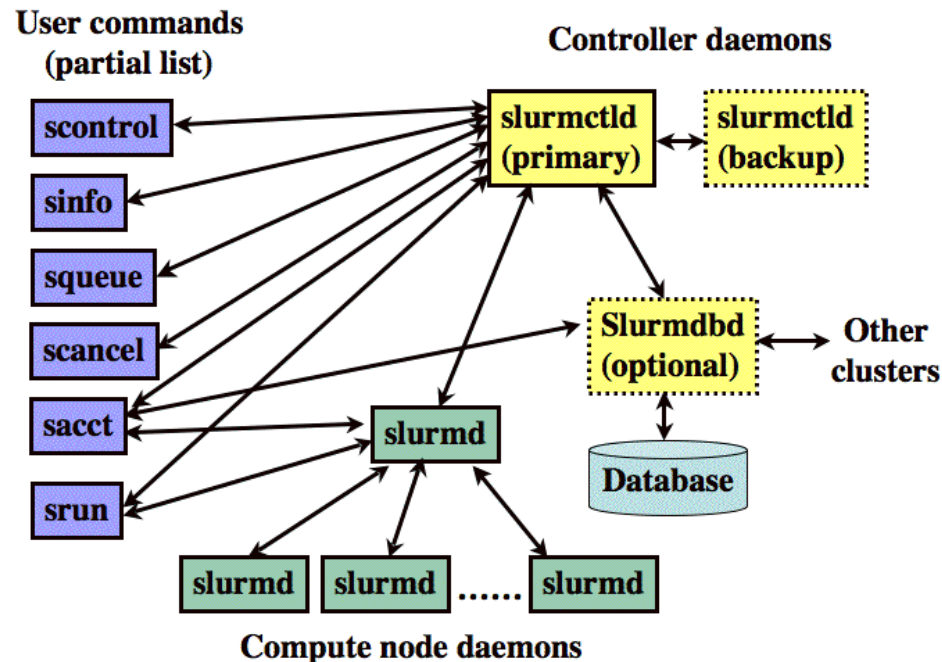 User commands
(partial list)
Controller daemons
scontrol
sinfo
squeue
scancel
sacct
srun
slurmctld
(primary)
slurmctld
(backup)
Slurmdbd
(optional)
Other
clusters
Database
slurmd
slurmd
slurmd
......
slurmd
Compute node daemons